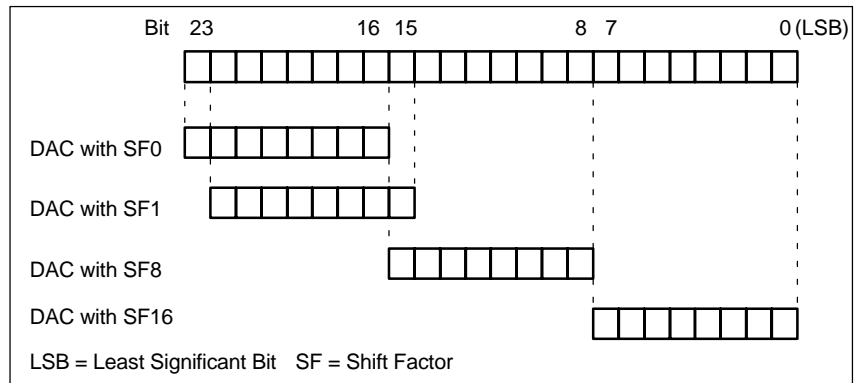 Bit 23 16 15 8 7 0 (LSB)
DAC with SF0
DAC with SF1
DAC with SF8
DAC with SF16
LSB = Least Significant Bit SF = Shift Factor